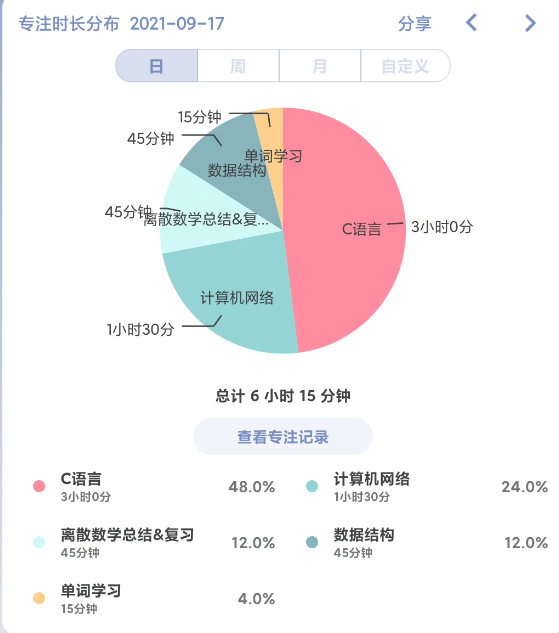 专注时长分布 2021-09-17
分享
日 周 月 自定义
15分钟
45分钟
单词学习
数据结构
45分钟
离散数学总结&复...
C语言
3小时0分
计算机网络
1小时30分
总计 6 小时 15 分钟
查看专注记录
C语言
3小时0分
48.0%
计算机网络
1小时30分
24.0%
离散数学总结&复习
45分钟
12.0%
数据结构
45分钟
12.0%
单词学习
15分钟
4.0%